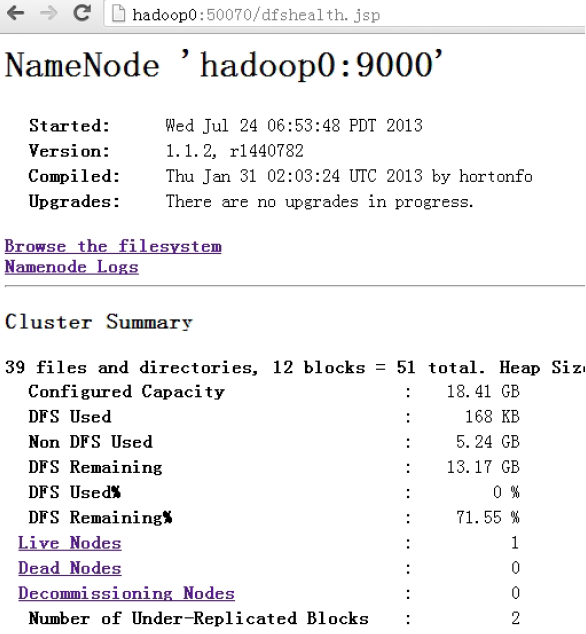 hadoop0:50070/dfshealth.jsp
NameNode 'hadoop0:9000'
Started: Wed Jul 24 06:53:48 PDT 2013
Version: 1.1.2, r1440782
Compiled: Thu Jan 31 02:03:24 UTC 2013 by hortonfo
Upgrades: There are no upgrades in progress.
Browse the filesystem
Namenode Logs
Cluster Summary
39 files and directories, 12 blocks = 51 total. Heap Size
Configured Capacity : 18.41 GB
DFS Used : 168 KB
Non DFS Used : 5.24 GB
DFS Remaining : 13.17 GB
DFS Used% : 0 %
DFS Remaining% : 71.55 %
Live Nodes : 1
Dead Nodes : 0
Decommissioning Nodes : 0
Number of Under-Replicated Blocks : 2